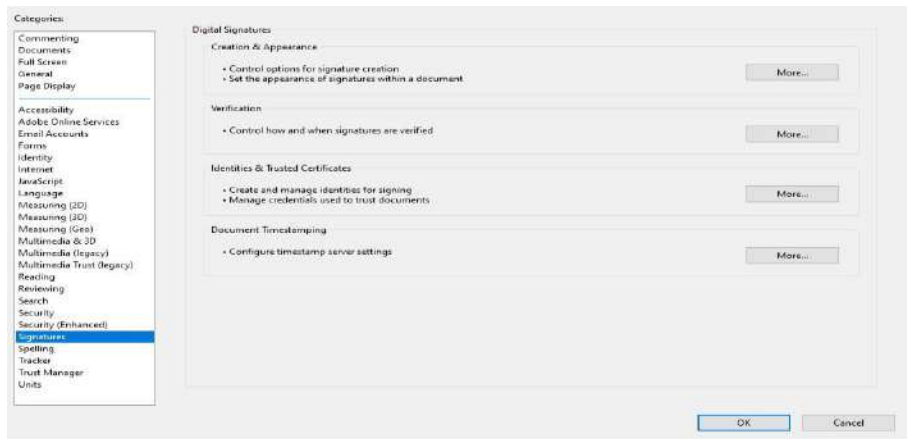 Categories:
Commenting
Documents
Full Screen
General
Page Display
Accessibility
Adobe Online Services
Email Accounts
Forms
Identity
Internet
JavaScript
Language
Measuring (2D)
Measuring (3D)
Measuring (Geo)
Multimedia & 3D
Multimedia (legacy)
Multimedia Trust (legacy)
Reading
Reviewing
Search
Security
Security (Enhanced)
Signatures
Spelling
Tracker
Trust Manager
Units
Digital Signatures
Creation & Appearance
• Control options for signature creation
• Set the appearance of signatures within a document
More...
Verification
• Control how and when signatures are verified
More...
Identities & Trusted Certificates
• Create and manage identities for signing
• Manage credentials used to trust documents
More...
Document Timestamping
• Configure timestamp server settings
More...
OK
Cancel